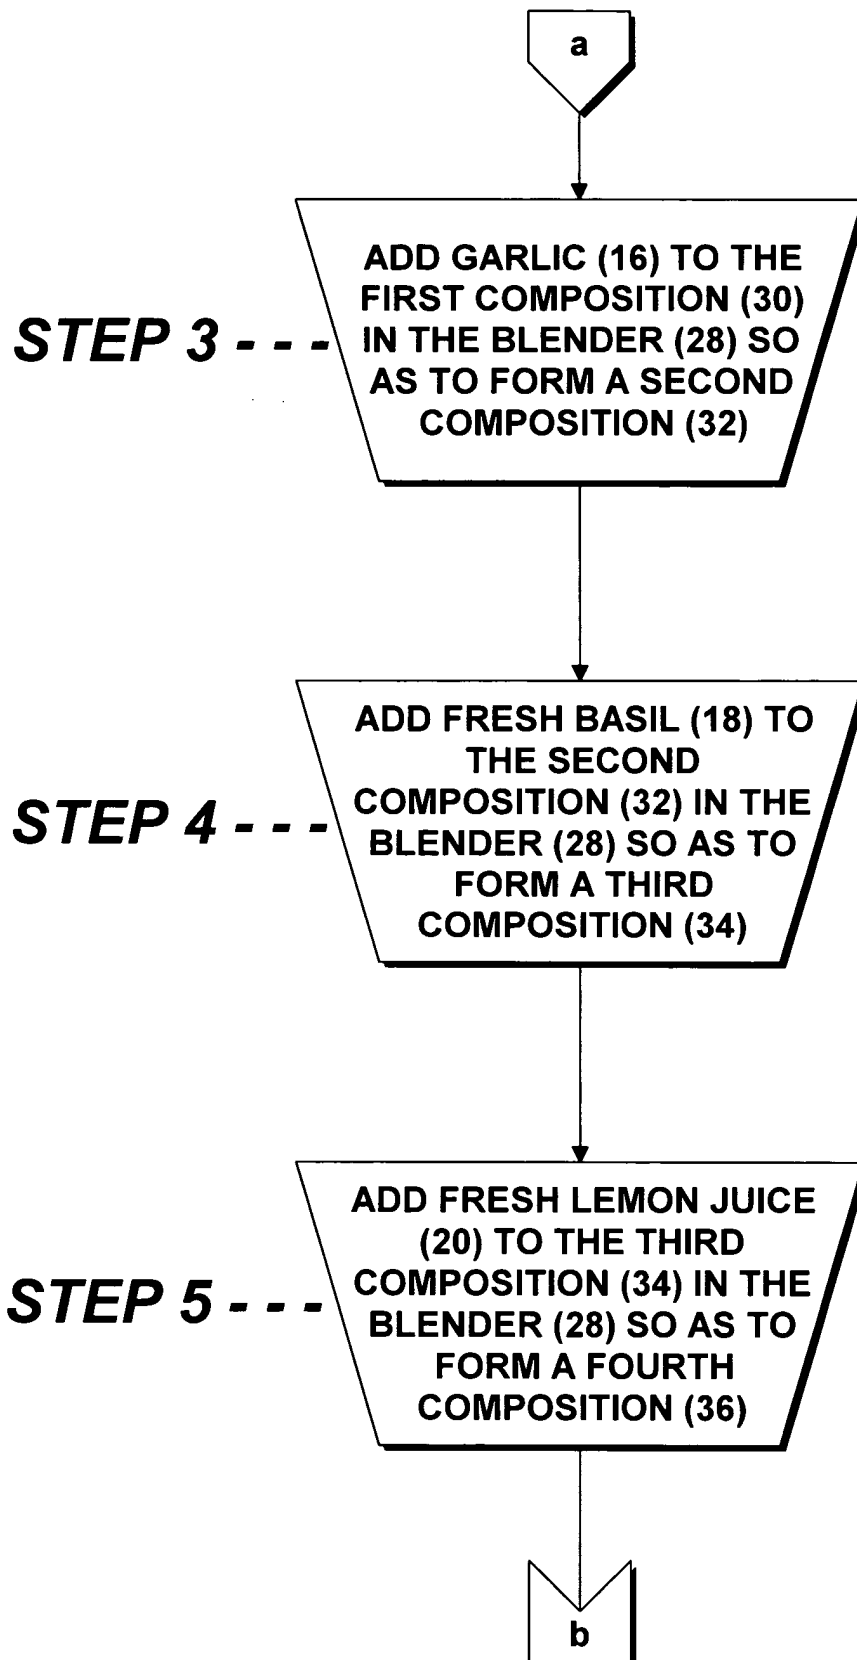 a
ADD GARLIC (16) TO THE
FIRST COMPOSITION (30)
STEP 3 - - - IN THE BLENDER (28) SO
AS TO FORM A SECOND
COMPOSITION (32)
ADD FRESH BASIL (18) TO
THE SECOND
STEP 4 - - - COMPOSITION (32) IN THE
BLENDER (28) SO AS TO
FORM A THIRD
COMPOSITION (34)
ADD FRESH LEMON JUICE
(20) TO THE THIRD
STEP 5 - - - COMPOSITION (34) IN THE
BLENDER (28) SO AS TO
FORM A FOURTH
COMPOSITION (36)
b